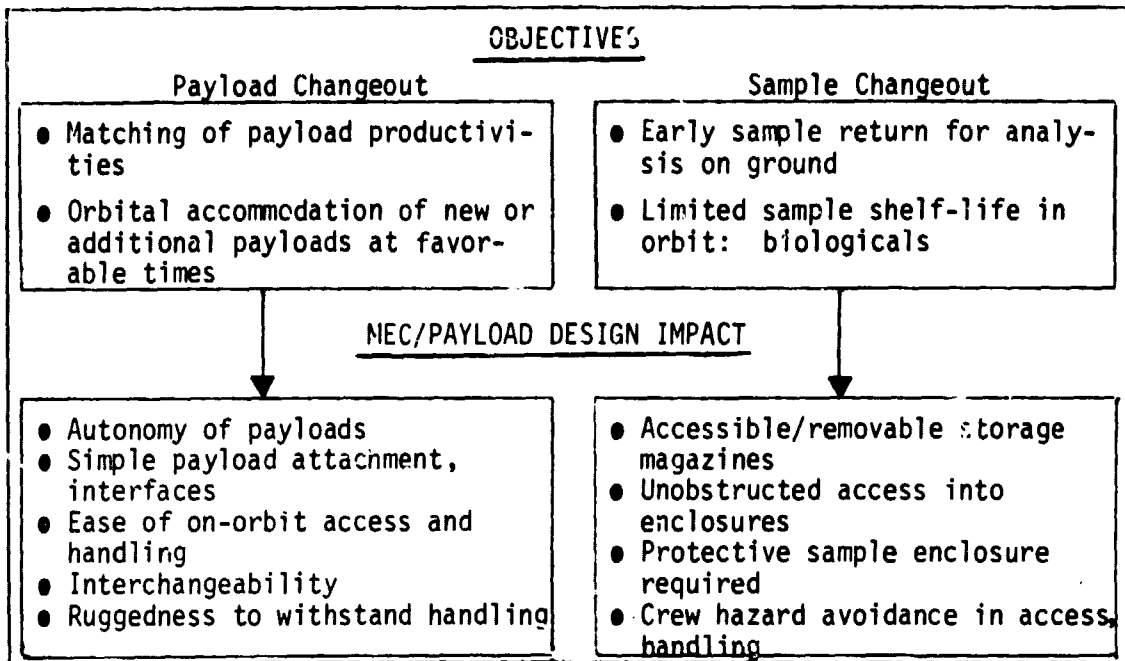 OBJECTIVES
Payload Changeout
● Matching of payload productivi-
ties
● Orbital accommodation of new or
additional payloads at favor-
able times
Sample Changeout
● Early sample return for analy-
sis on ground
● Limited sample shelf-life in
orbit: biologicals
MEC/PAYLOAD DESIGN IMPACT
● Autonomy of payloads
● Simple payload attachment,
interfaces
● Ease of on-orbit access and
handling
● Interchangeability
● Ruggedness to withstand handling
● Accessible/removable storage
magazines
● Unobstructed access into
enclosures
● Protective sample enclosure
required
● Crew hazard avoidance in access,
handling